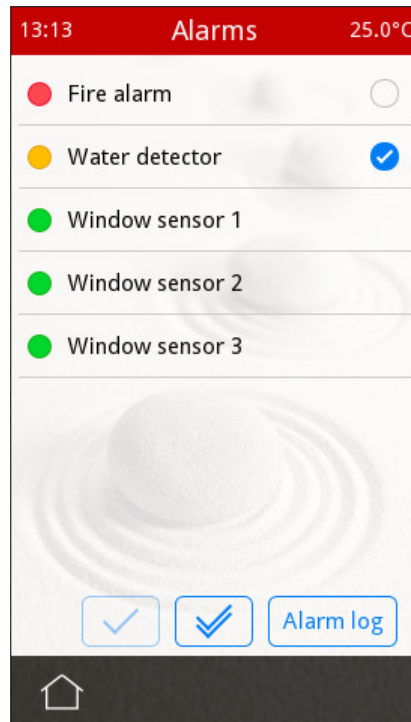 13:13 Alarms 25.0°C
Fire alarm
Water detector
Window sensor 1
Window sensor 2
Window sensor 3
Alarm log